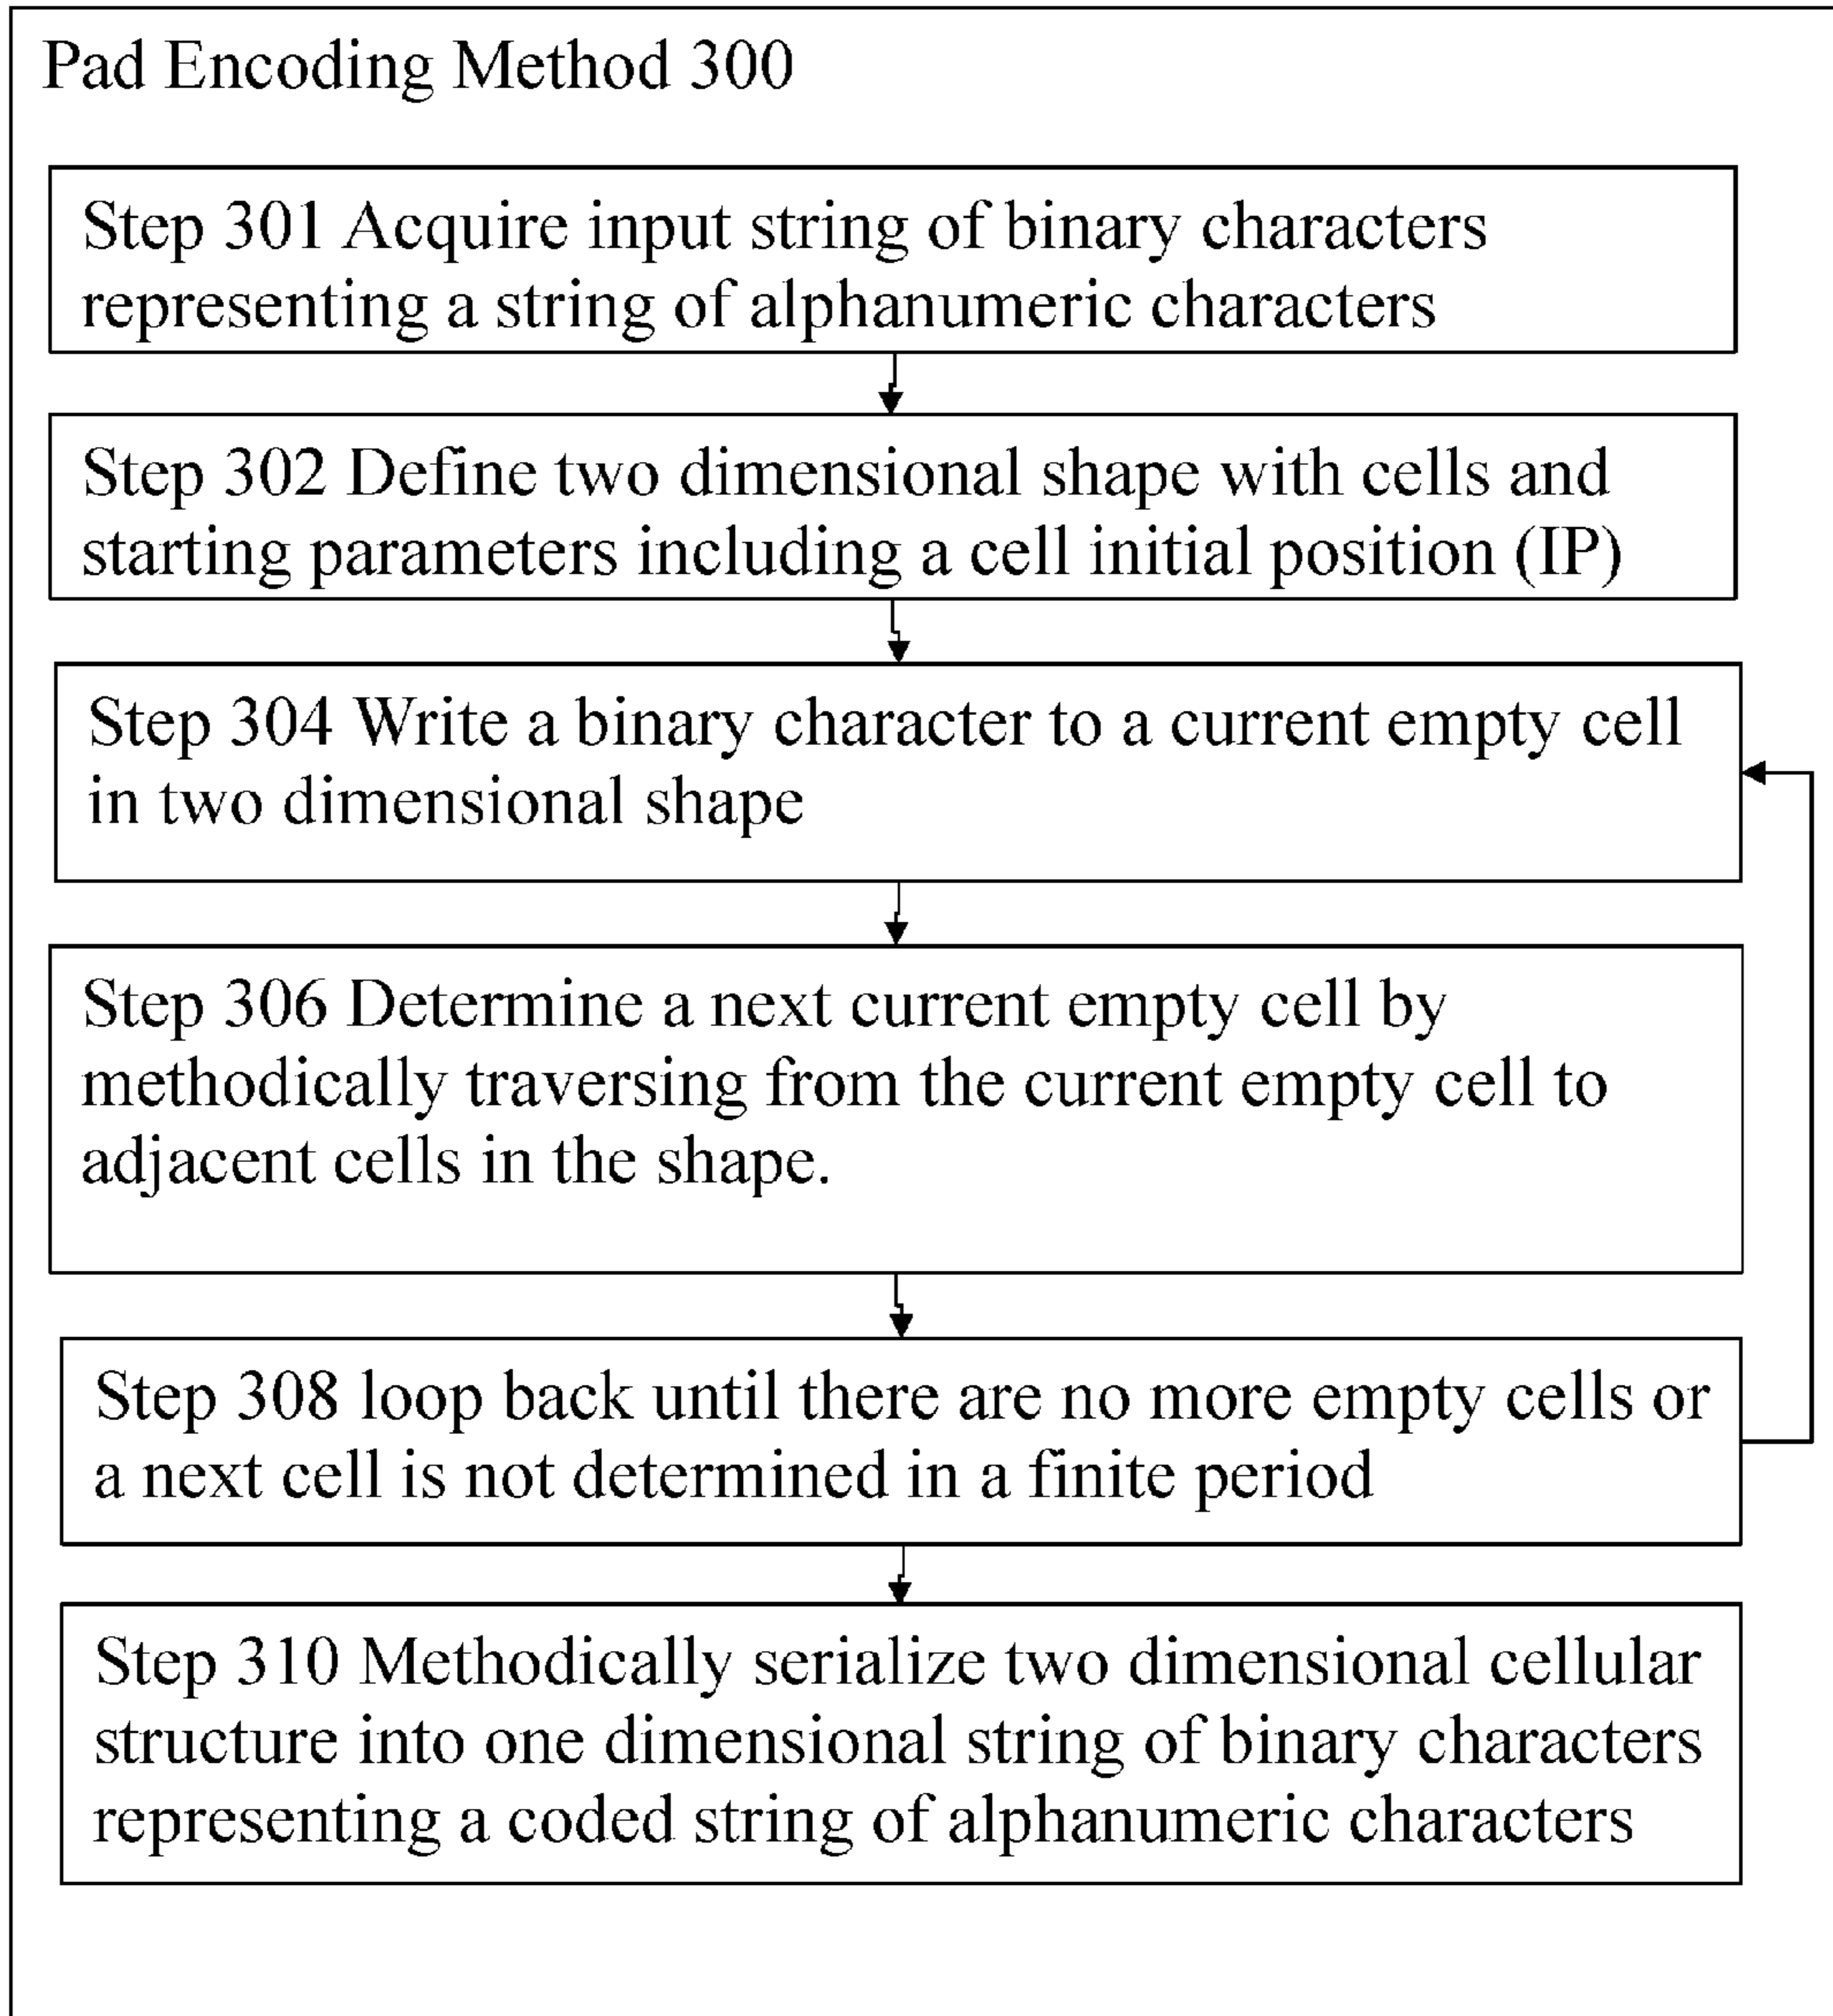 Pad Encoding Method 300
Step 301 Acquire input string of binary characters
representing a string of alphanumeric characters
Step 302 Define two dimensional shape with cells and
starting parameters including a cell initial position (IP)
Step 304 Write a binary character to a current empty cell
in two dimensional shape
Step 306 Determine a next current empty cell by
methodically traversing from the current empty cell to
adjacent cells in the shape.
Step 308 loop back until there are no more empty cells or
a next cell is not determined in a finite period
Step 310 Methodically serialize two dimensional cellular
structure into one dimensional string of binary characters
representing a coded string of alphanumeric characters